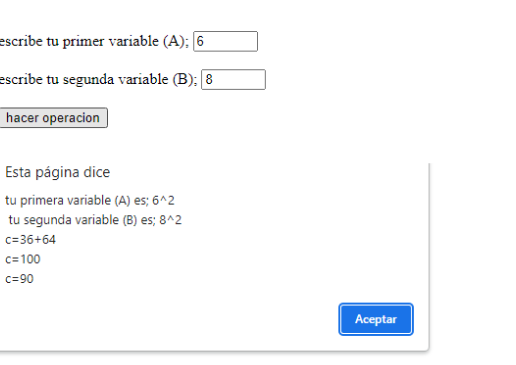 escribe tu primer variable (A); 6
escribe tu segunda variable (B); 8
hacer operacion
Esta página dice
tu primera variable (A) es; 6^2
tu segunda variable (B) es; 8^2
c=36+64
c=100
c=90
Aceptar